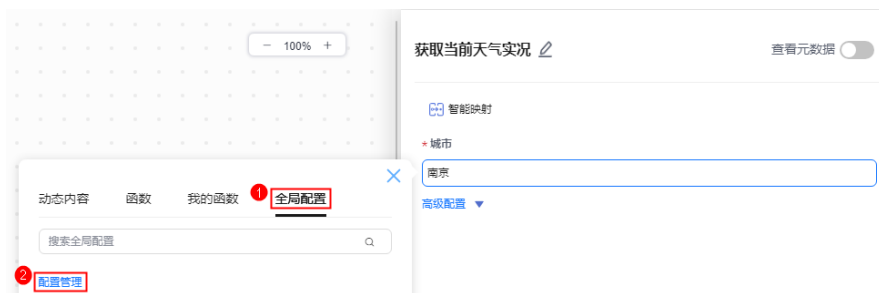 − 100% +
获取当前天气实况
查看元数据
智能映射
* 城市
南京
高级配置 ▼
动态内容 函数 我的函数 1 全局配置
搜索全局配置
2 配置管理